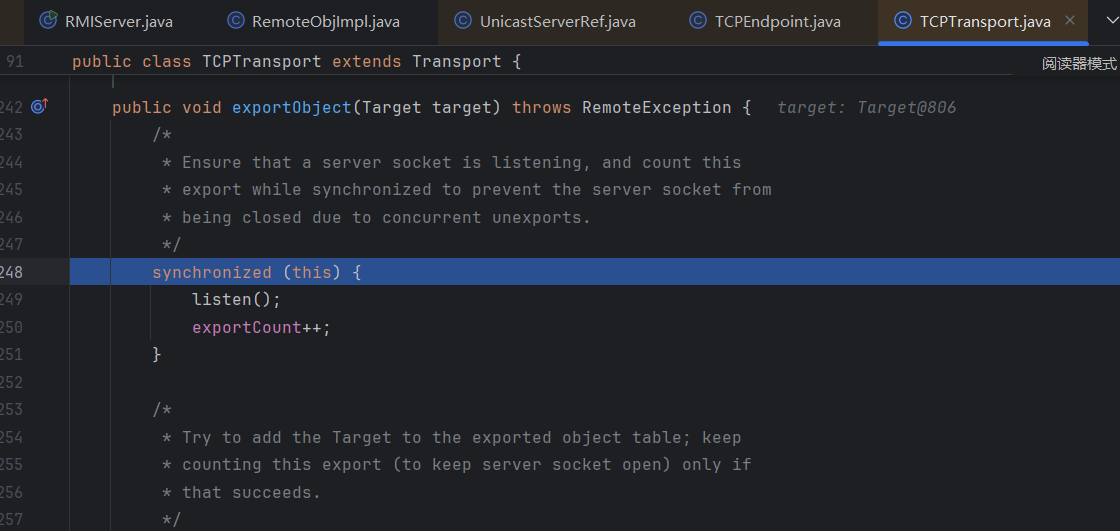 RMIServer.java RemoteObjImpl.java UnicastServerRef.java TCPEndpoint.java TCPTransport.java
91 public class TCPTransport extends Transport {
阅读器模式
242 public void exportObject(Target target) throws RemoteException { target: Target@806
243 /*
244 * Ensure that a server socket is listening, and count this
245 * export while synchronized to prevent the server socket from
246 * being closed due to concurrent unexports.
247 */
248 synchronized (this) {
249 listen();
250 exportCount++;
251 }
252
253 /*
254 * Try to add the Target to the exported object table; keep
255 * counting this export (to keep server socket open) only if
256 * that succeeds.
257 */